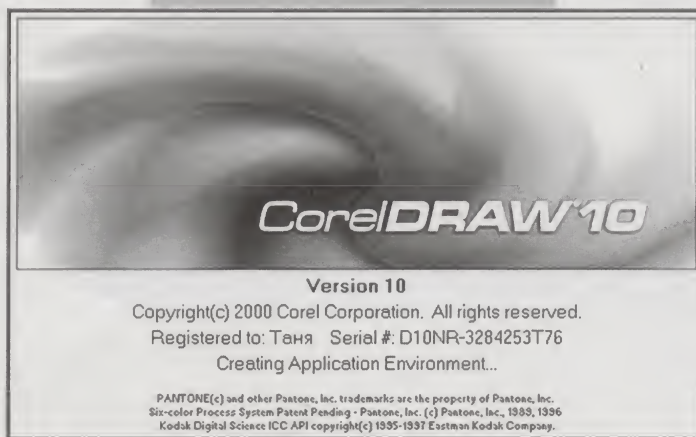 CorelDRAW 10
Version 10
Copyright(c) 2000 Corel Corporation. All rights reserved.
Registered to: Таня Serial #: D10NR-3284253T76
Creating Application Environment...
PANTONE(c) and other Pantone, Inc. trademarks are the property of Pantone, Inc.
Six-color Process System Patent Pending - Pantone, Inc. (c) Pantone, Inc., 1989, 1996
Kodak Digital Science ICC API copyright(c) 1995-1997 Eastman Kodak Company.